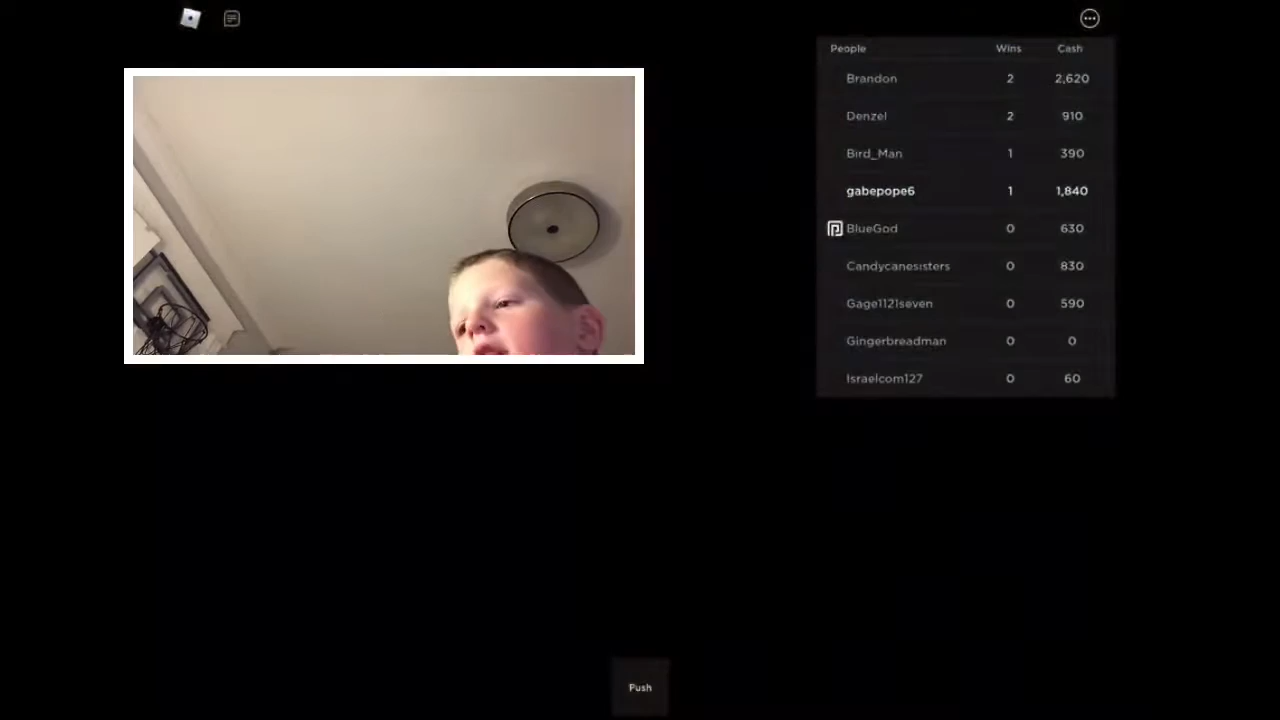 People Wins Cash
Brandon 2 2,620
Denzel 2 910
Bird_Man 1 390
gabepope6 1 1,840
BlueGod 0 630
Candycanesisters 0 830
Gage1121seven 0 590
Gingerbreadman 0 0
Israelcom127 0 60
Push